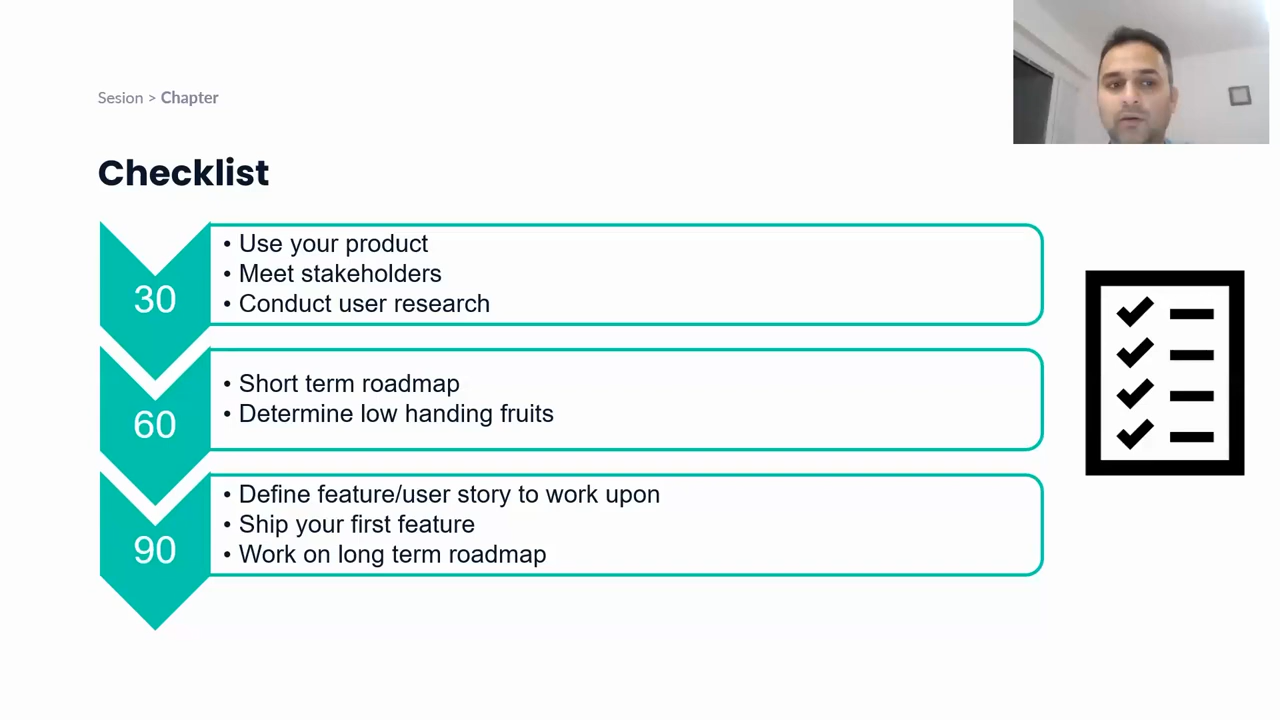 Sesion > Chapter
Checklist
30
• Use your product
• Meet stakeholders
• Conduct user research
60
• Short term roadmap
• Determine low handing fruits
90
• Define feature/user story to work upon
• Ship your first feature
• Work on long term roadmap